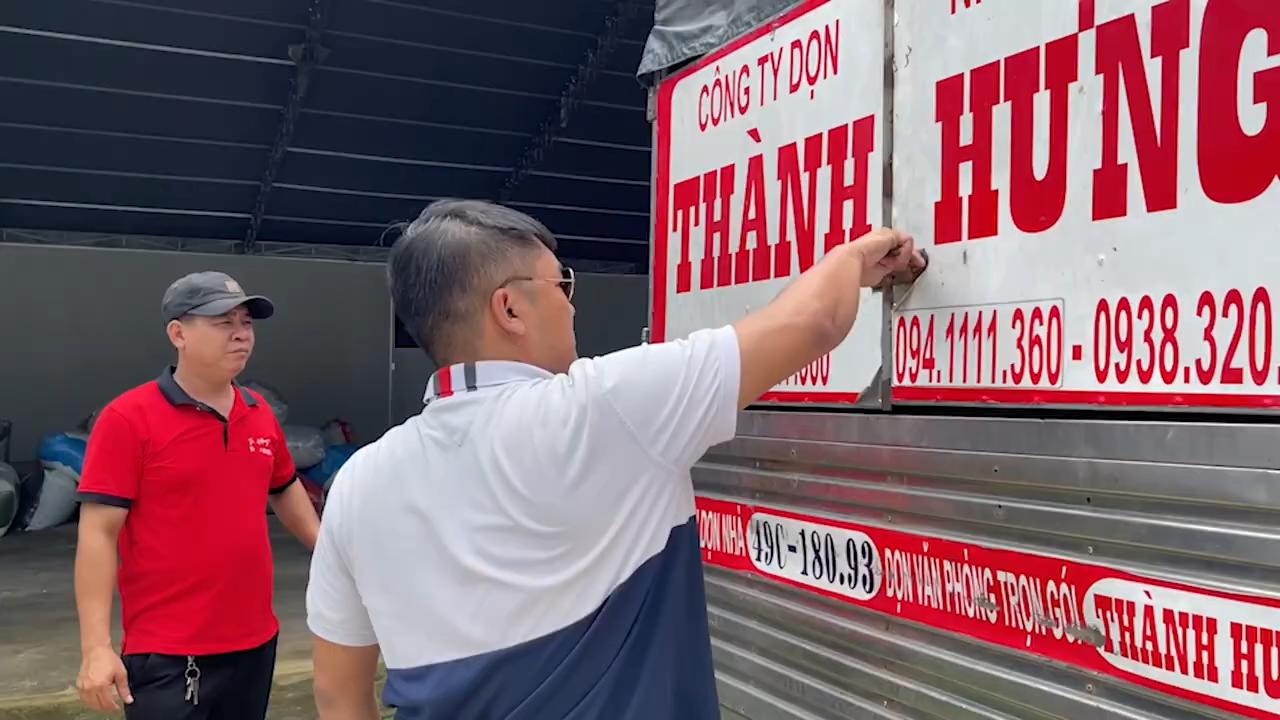 CÔNG TY DỌN
THÀNH HƯNG
094.1111.360 - 0938.320.
DỌN NHÀ 49C-180.93 DỌN VĂN PHÒNG TRỌN GÓI THÀNH HƯ